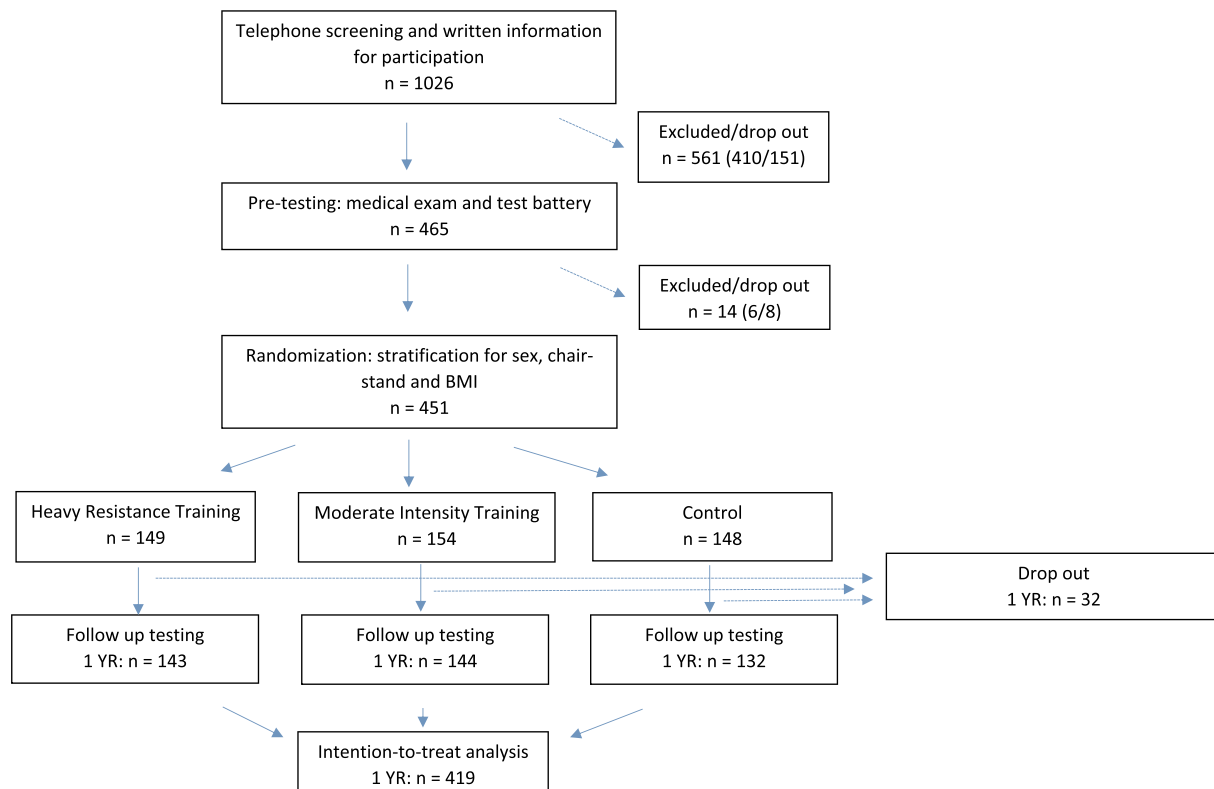 Telephone screening and written information
for participation
n = 1026
Excluded/drop out
n = 561 (410/151)
Pre-testing: medical exam and test battery
n = 465
Excluded/drop out
n = 14 (6/8)
Randomization: stratification for sex, chair-
stand and BMI
n = 451
Heavy Resistance Training
n = 149
Moderate Intensity Training
n = 154
Control
n = 148
Drop out
1 YR: n = 32
Follow up testing
1 YR: n = 143
Follow up testing
1 YR: n = 144
Follow up testing
1 YR: n = 132
Intention-to-treat analysis
1 YR: n = 419